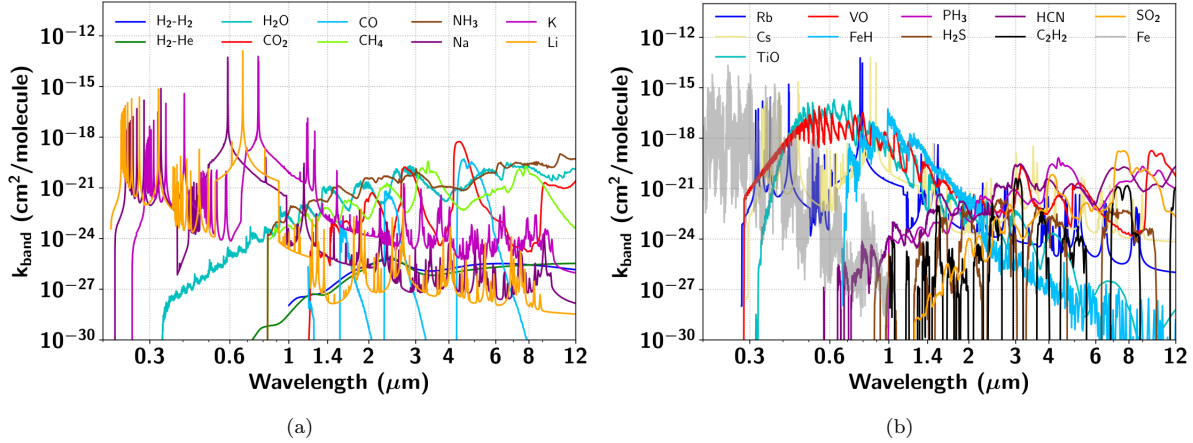 H₂-H₂ H₂O CO NH₃ K
H₂-He CO₂ CH₄ Na Li
10⁻¹²
10⁻¹⁵
10⁻¹⁸
10⁻²¹
10⁻²⁴
10⁻²⁷
10⁻³⁰
k_band (cm²/molecule)
0.3 0.6 1 1.4 2 3 4 6 8 12
Wavelength (μm)
(a)
Rb VO PH₃ HCN SO₂
Cs FeH H₂S C₂H₂ Fe
TiO
10⁻¹²
10⁻¹⁵
10⁻¹⁸
10⁻²¹
10⁻²⁴
10⁻²⁷
10⁻³⁰
k_band (cm²/molecule)
0.3 0.6 1 1.4 2 3 4 6 8 12
Wavelength (μm)
(b)